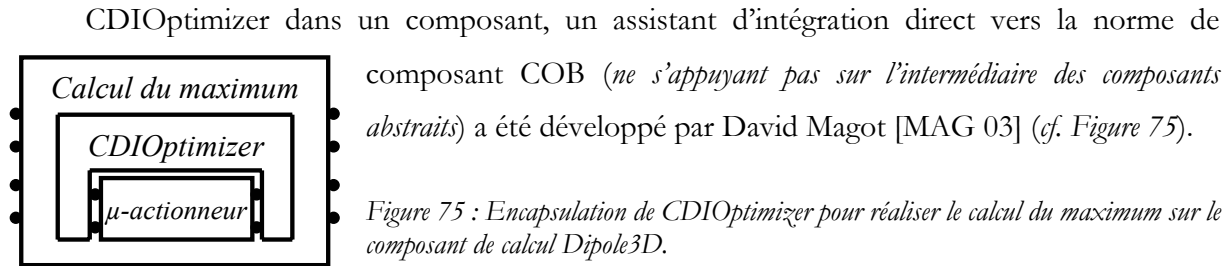 CDIOptimizer dans un composant, un assistant d’intégration direct vers la norme de
composant COB (ne s’appuyant pas sur l’intermédiaire des composants
abstraits) a été développé par David Magot [MAG 03] (cf. Figure 75).
Calcul du maximum
CDIOptimizer
µ-actionneur
Figure 75 : Encapsulation de CDIOptimizer pour réaliser le calcul du maximum sur le
composant de calcul Dipole3D.